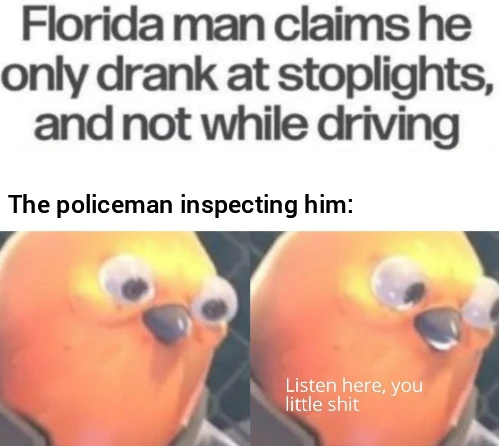 Florida man claims he
only drank at stoplights,
and not while driving
The policeman inspecting him:
Listen here, you
little shit